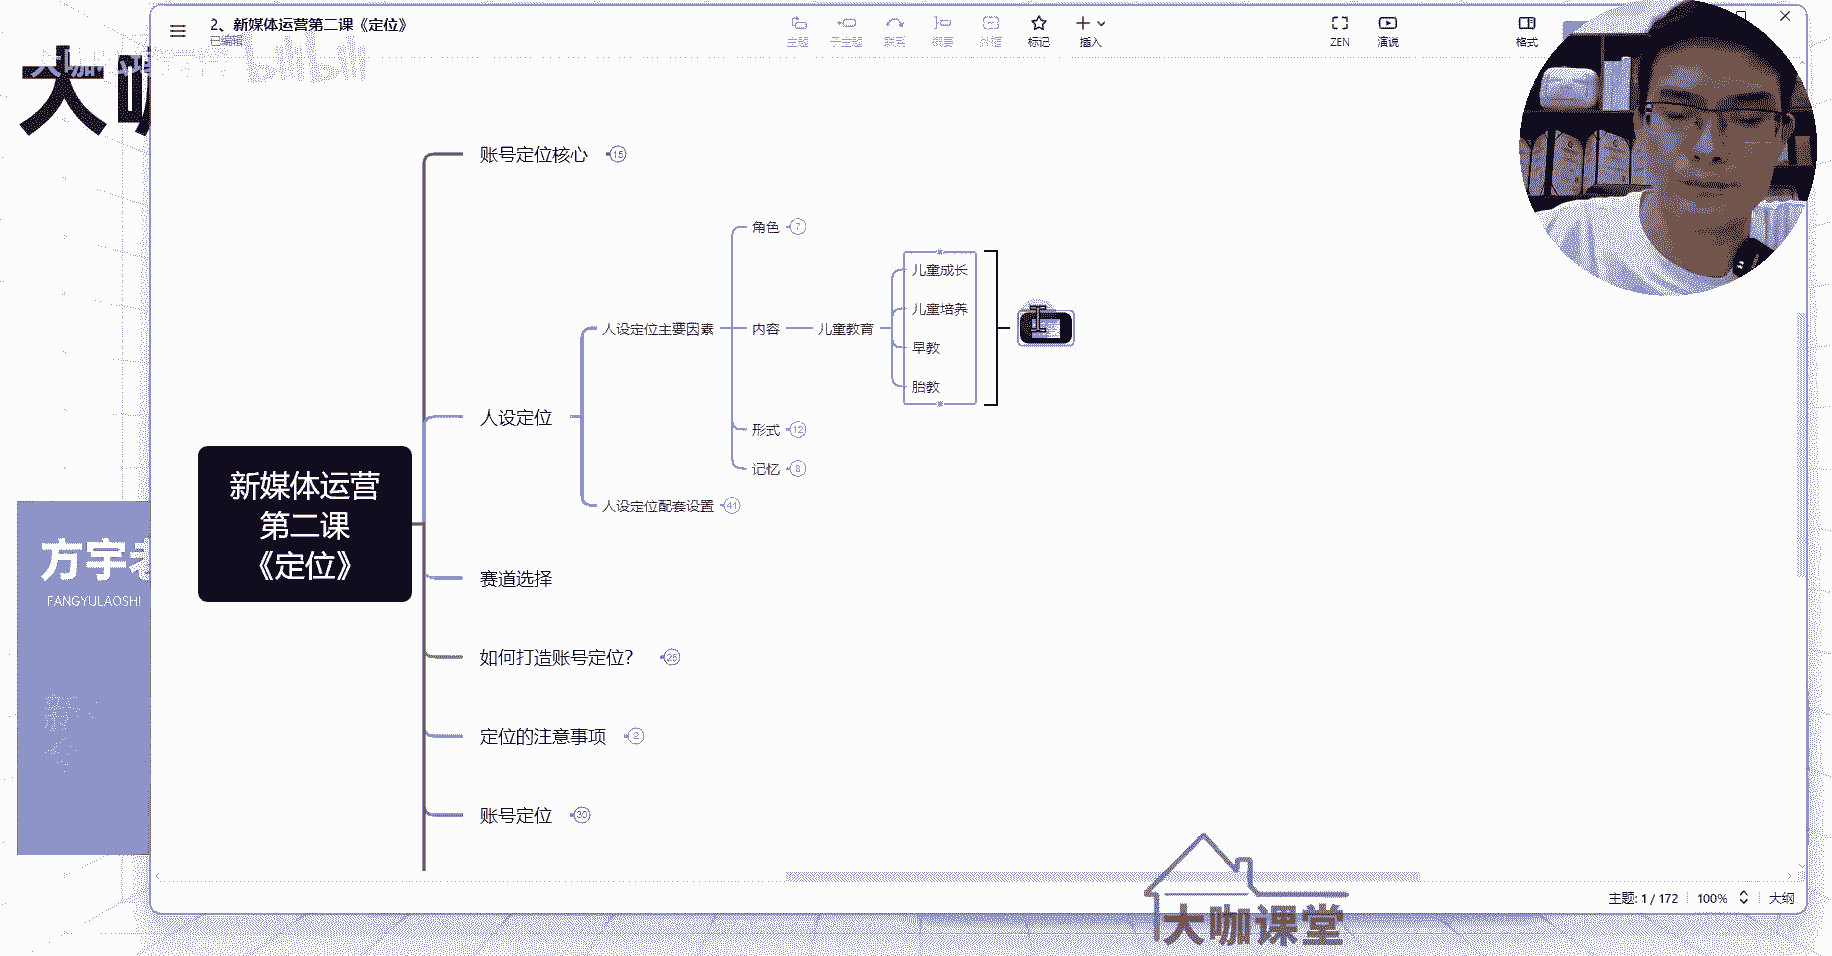 2、新媒体运营第二课《定位》
已编辑
主题
子主题
联系
概要
外框
标记
插入
ZEN
演说
格式
大咖
bilibili
账号定位核心
15
角色
7
儿童成长
儿童培养
人设定位主要因素
内容
儿童教育
早教
胎教
人设定位
形式
12
记忆
8
人设定位配套设置
41
新媒体运营
第二课
《定位》
赛道选择
如何打造账号定位？
25
定位的注意事项
2
账号定位
30
方宇老
FANGYULAOSHI
主题: 1 / 172
100%
大纲
大咖课堂